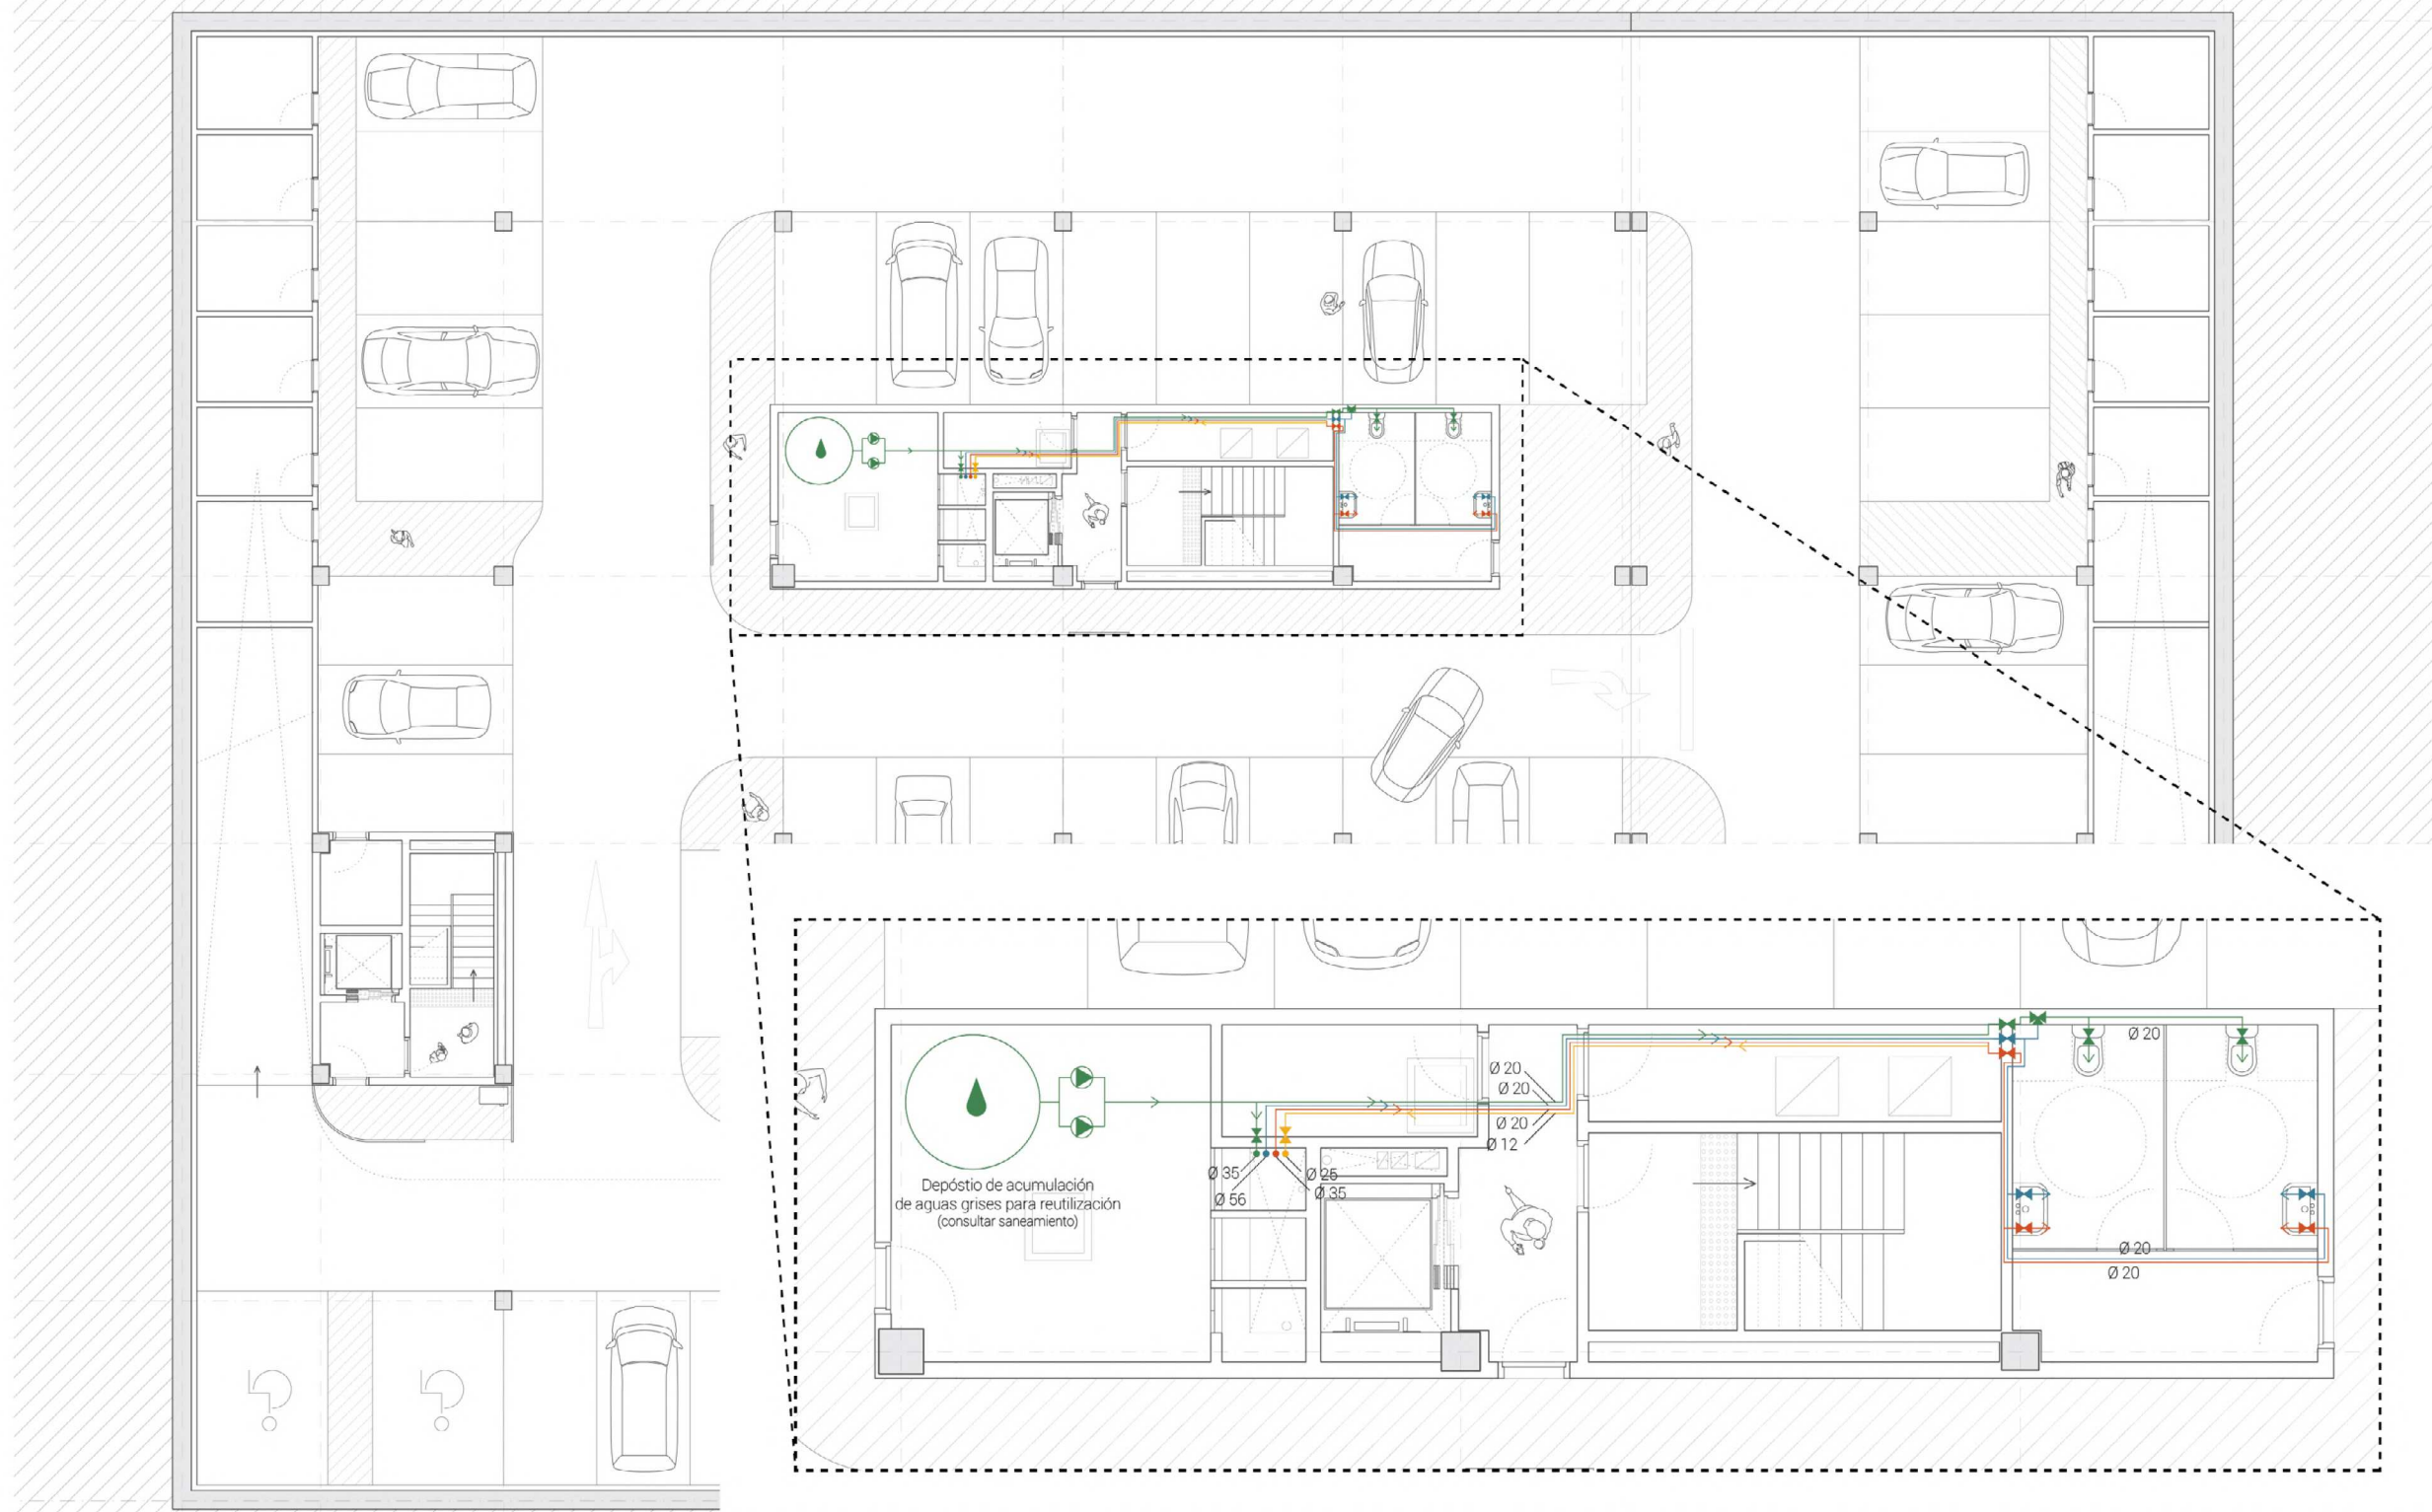 Ø 20
Ø 20
Ø 20
Ø 20
Ø 12
Ø 35
Ø 25
Ø 56
Ø 35
Depóstio de acumulación
de aguas grises para reutilización
(consultar saneamiento)
Ø 20
Ø 20